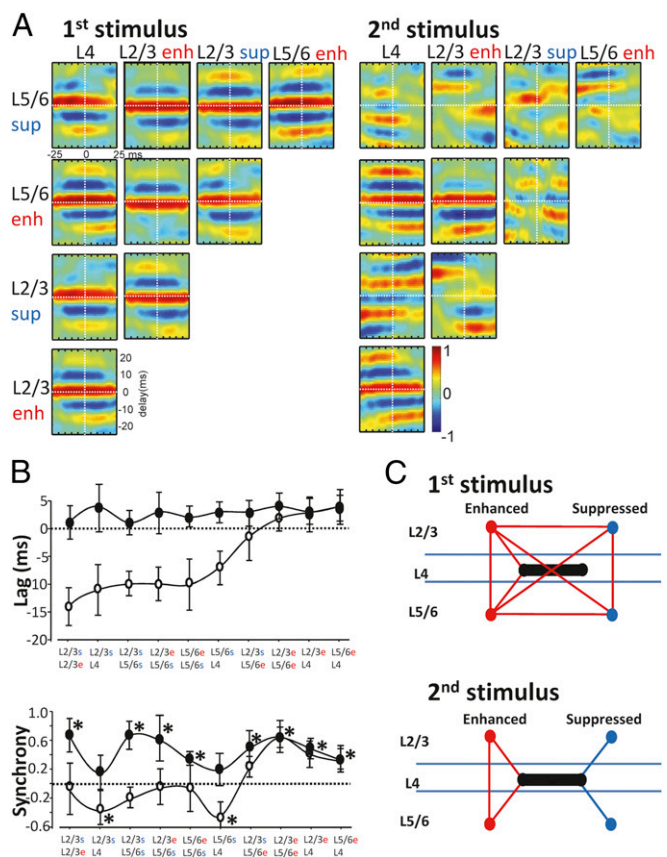 A
1st stimulus
2nd stimulus
L4 L2/3 enh L2/3 sup L5/6 enh
L4 L2/3 enh L2/3 sup L5/6 enh
L5/6
sup
-25 0 25 ms
L5/6
enh
L2/3
sup
L2/3
enh
20
10
0
-10
-20
delay(ms)
1
0
-1
B
Lag (ms)
5
0
-5
-10
-15
-20
L2/3s L2/3s L2/3s L2/3e L5/6e L5/6s L2/3s L2/3e L2/3e L5/6e
L2/3e L4 L5/6s L5/6s L5/6s L4 L5/6e L5/6e L4 L4
Synchrony
1.0
0.6
0.2
-0.2
-0.6
* * * * * * * * * *
L2/3s L2/3s L2/3s L2/3e L5/6e L5/6s L2/3s L2/3e L2/3e L5/6e
L2/3e L4 L5/6s L5/6s L5/6s L4 L5/6e L5/6e L4 L4
C
1st stimulus
Enhanced Suppressed
L2/3
L4
L5/6
2nd stimulus
Enhanced Suppressed
L2/3
L4
L5/6